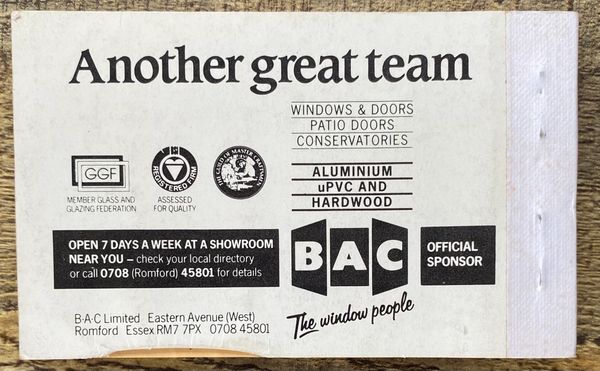 Another great team
WINDOWS & DOORS
PATIO DOORS
CONSERVATORIES
GGF
MEMBER GLASS AND
GLAZING FEDERATION
REGISTERED FIRM
ASSESSED
FOR QUALITY
THE GUILD OF MASTER CRAFTSMEN
ALUMINIUM
uPVC AND
HARDWOOD
OPEN 7 DAYS A WEEK AT A SHOWROOM
NEAR YOU – check your local directory
or call 0708 (Romford) 45801 for details
BAC
OFFICIAL
SPONSOR
The window people
B·A·C Limited Eastern Avenue (West)
Romford Essex RM7 7PX 0708 45801